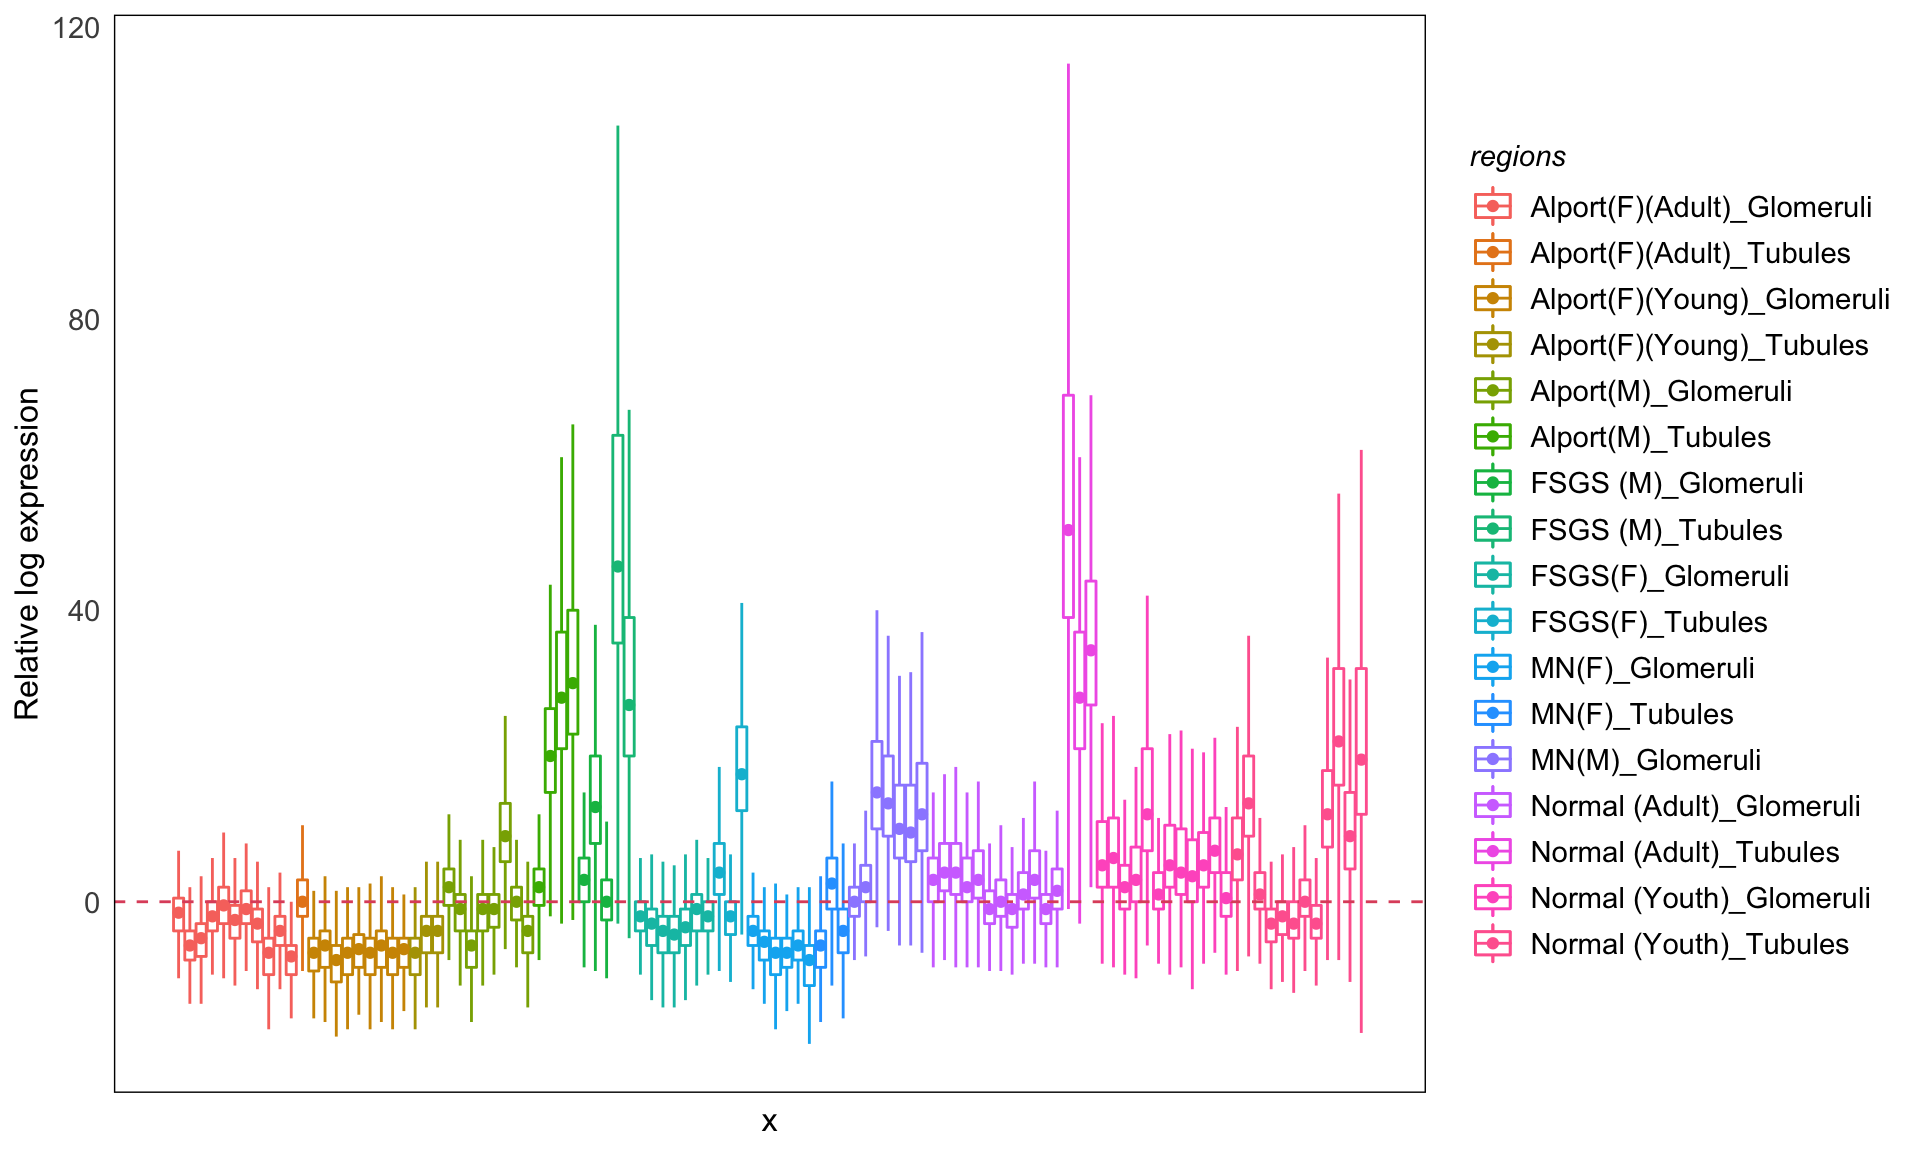 120
80
40
0
Relative log expression
x
regions
Alport(F)(Adult)_Glomeruli
Alport(F)(Adult)_Tubules
Alport(F)(Young)_Glomeruli
Alport(F)(Young)_Tubules
Alport(M)_Glomeruli
Alport(M)_Tubules
FSGS (M)_Glomeruli
FSGS (M)_Tubules
FSGS(F)_Glomeruli
FSGS(F)_Tubules
MN(F)_Glomeruli
MN(F)_Tubules
MN(M)_Glomeruli
Normal (Adult)_Glomeruli
Normal (Adult)_Tubules
Normal (Youth)_Glomeruli
Normal (Youth)_Tubules